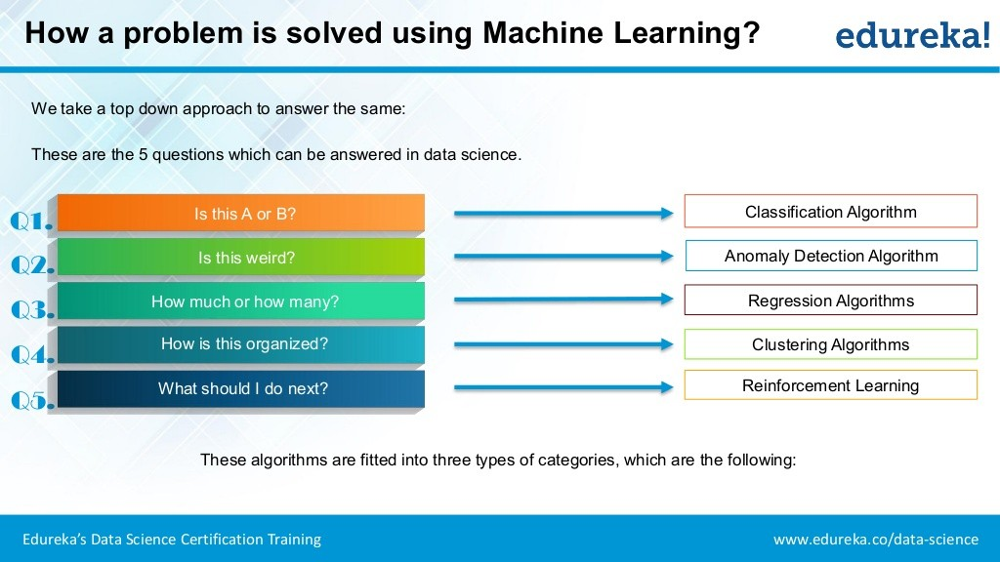 How a problem is solved using Machine Learning?
edureka!
We take a top down approach to answer the same:
These are the 5 questions which can be answered in data science.
Q1. Is this A or B? Classification Algorithm
Q2. Is this weird? Anomaly Detection Algorithm
Q3. How much or how many? Regression Algorithms
Q4. How is this organized? Clustering Algorithms
Q5. What should I do next? Reinforcement Learning
These algorithms are fitted into three types of categories, which are the following:
Edureka's Data Science Certification Training
www.edureka.co/data-science